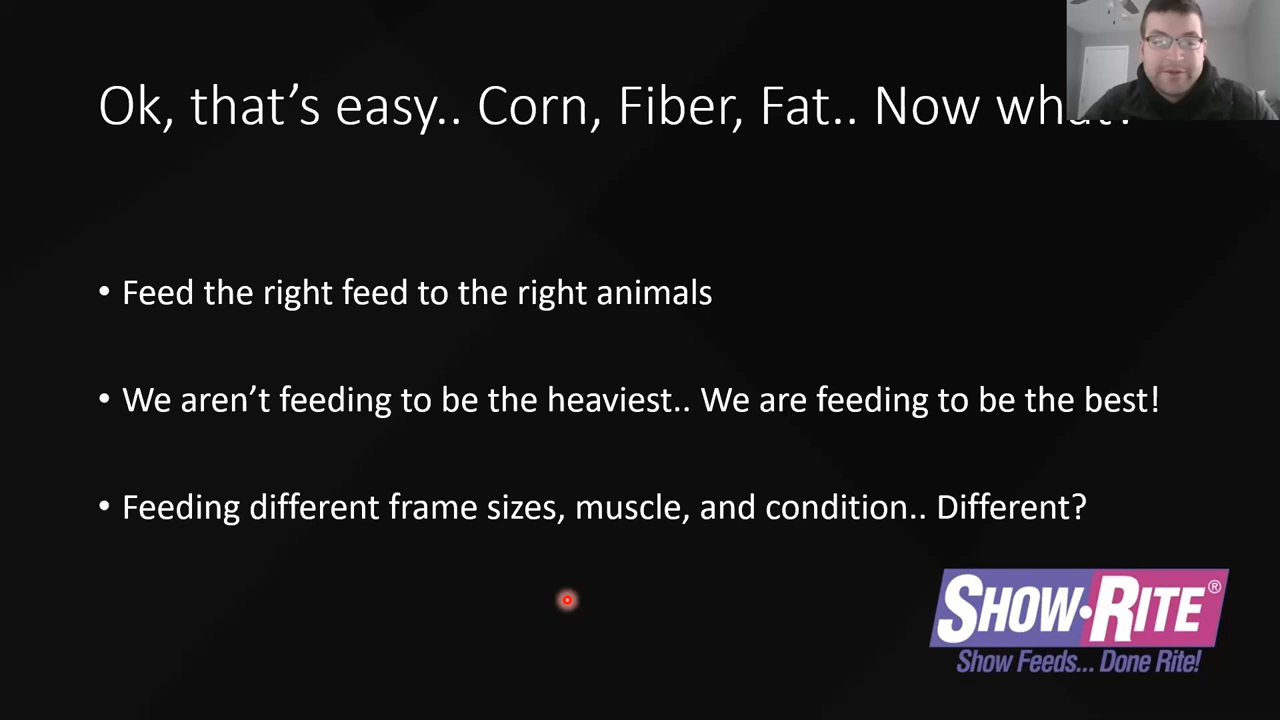 Ok, that’s easy.. Corn, Fiber, Fat.. Now what?
• Feed the right feed to the right animals
• We aren’t feeding to be the heaviest.. We are feeding to be the best!
• Feeding different frame sizes, muscle, and condition.. Different?
SHOW•RITE®
Show Feeds... Done Rite!